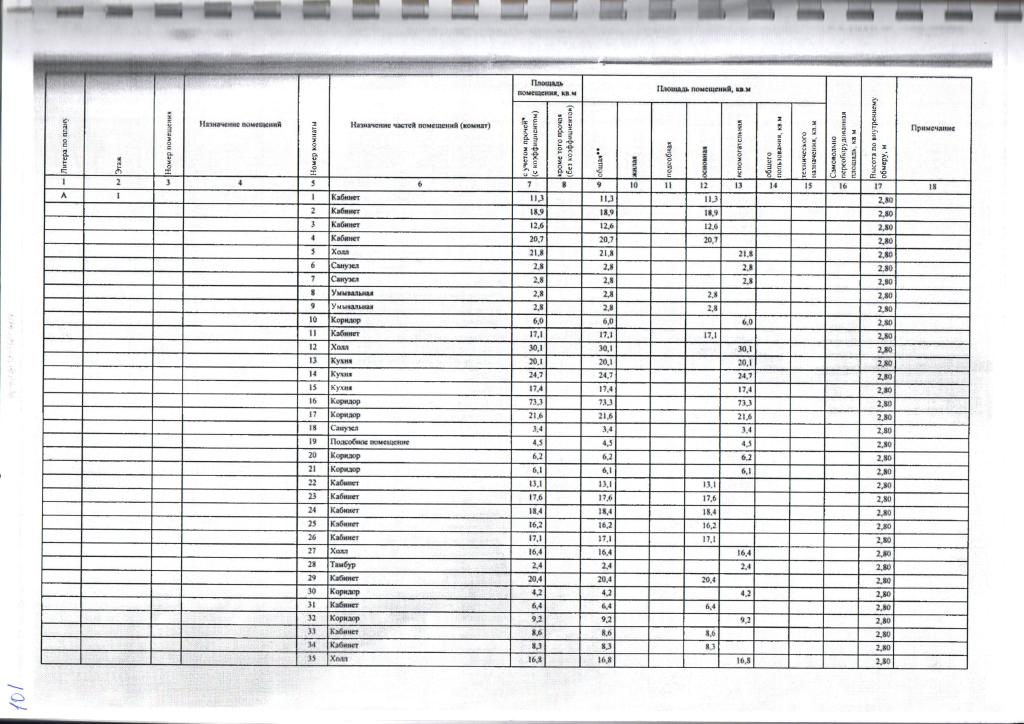 Литера по плану | Этаж | Номер помещения | Назначение помещений | Номер комнаты | Назначение частей помещений (комнат) | Площадь помещения, кв.м | Площадь помещений, кв.м | Самовольно переоборудованная площадь, кв м | Высота по внутреннему обмеру, м | Примечание
с учетом прочей* (с коэффициентом) | кроме того прочая (без коэффициентов) | общая** | жилая | подсобная | основная | вспомогательная | общего пользования, кв м | технического назначения, кв.м
1 2 3 4 5 6 7 8 9 10 11 12 13 14 15 16 17 18
А 1 1 Кабинет 11,3 11,3 11,3 2,80
2 Кабинет 18,9 18,9 18,9 2,80
3 Кабинет 12,6 12,6 12,6 2,80
4 Кабинет 20,7 20,7 20,7 2,80
5 Холл 21,8 21,8 21,8 2,80
6 Санузел 2,8 2,8 2,8 2,80
7 Санузел 2,8 2,8 2,8 2,80
8 Умывальная 2,8 2,8 2,8 2,80
9 Умывальная 2,8 2,8 2,8 2,80
10 Коридор 6,0 6,0 6,0 2,80
11 Кабинет 17,1 17,1 17,1 2,80
12 Холл 30,1 30,1 30,1 2,80
13 Кухня 20,1 20,1 20,1 2,80
14 Кухня 24,7 24,7 24,7 2,80
15 Кухня 17,4 17,4 17,4 2,80
16 Коридор 73,3 73,3 73,3 2,80
17 Коридор 21,6 21,6 21,6 2,80
18 Санузел 3,4 3,4 3,4 2,80
19 Подсобное помещение 4,5 4,5 4,5 2,80
20 Коридор 6,2 6,2 6,2 2,80
21 Коридор 6,1 6,1 6,1 2,80
22 Кабинет 13,1 13,1 13,1 2,80
23 Кабинет 17,6 17,6 17,6 2,80
24 Кабинет 18,4 18,4 18,4 2,80
25 Кабинет 16,2 16,2 16,2 2,80
26 Кабинет 17,1 17,1 17,1 2,80
27 Холл 16,4 16,4 16,4 2,80
28 Тамбур 2,4 2,4 2,4 2,80
29 Кабинет 20,4 20,4 20,4 2,80
30 Коридор 4,2 4,2 4,2 2,80
31 Кабинет 6,4 6,4 6,4 2,80
32 Коридор 9,2 9,2 9,2 2,80
33 Кабинет 8,6 8,6 8,6 2,80
34 Кабинет 8,3 8,3 8,3 2,80
35 Холл 16,8 16,8 16,8 2,80
101